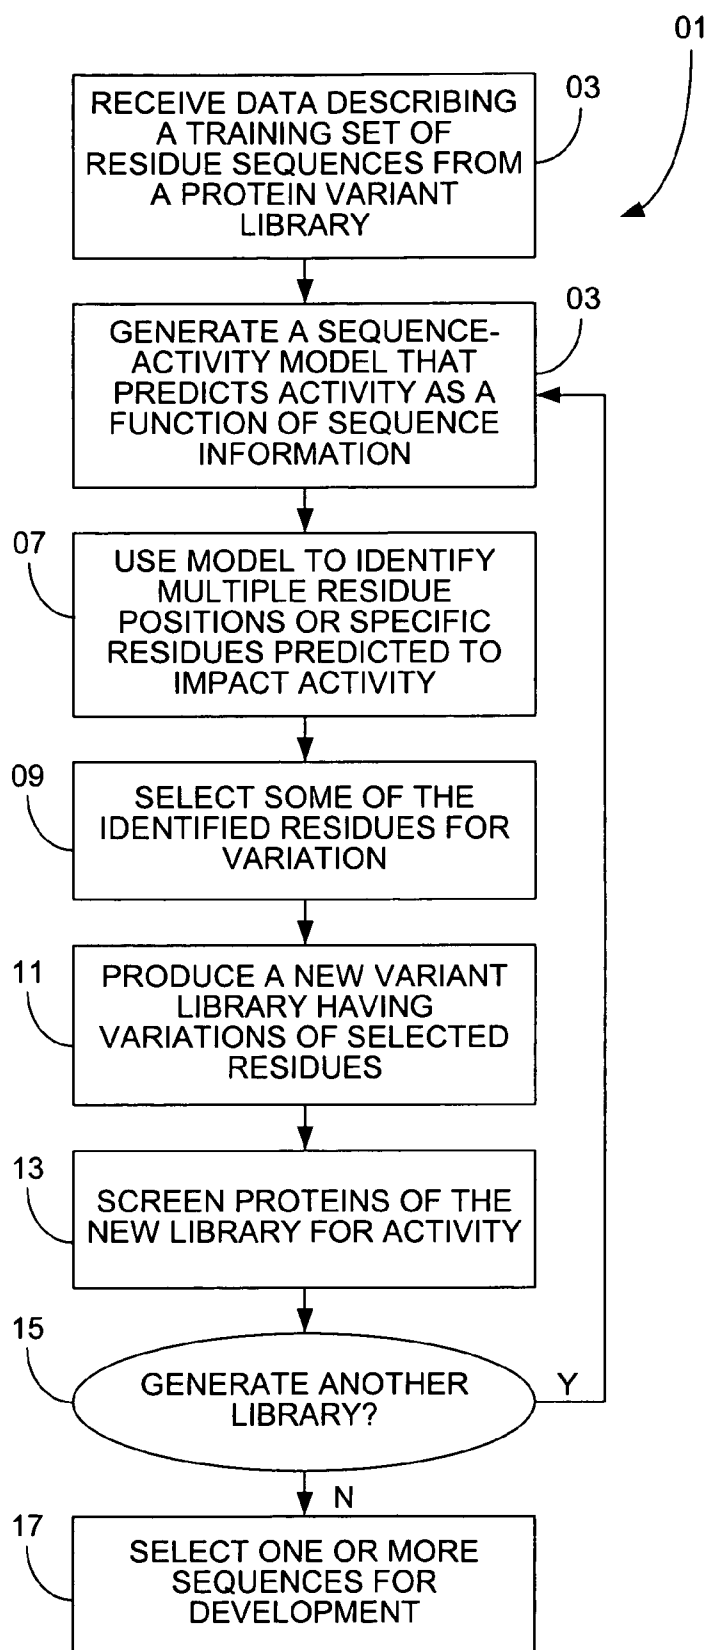 01
03
RECEIVE DATA DESCRIBING
A TRAINING SET OF
RESIDUE SEQUENCES FROM
A PROTEIN VARIANT
LIBRARY
03
GENERATE A SEQUENCE-
ACTIVITY MODEL THAT
PREDICTS ACTIVITY AS A
FUNCTION OF SEQUENCE
INFORMATION
07
USE MODEL TO IDENTIFY
MULTIPLE RESIDUE
POSITIONS OR SPECIFIC
RESIDUES PREDICTED TO
IMPACT ACTIVITY
09
SELECT SOME OF THE
IDENTIFIED RESIDUES FOR
VARIATION
11
PRODUCE A NEW VARIANT
LIBRARY HAVING
VARIATIONS OF SELECTED
RESIDUES
13
SCREEN PROTEINS OF THE
NEW LIBRARY FOR ACTIVITY
15
GENERATE ANOTHER
LIBRARY?
Y
N
17
SELECT ONE OR MORE
SEQUENCES FOR
DEVELOPMENT